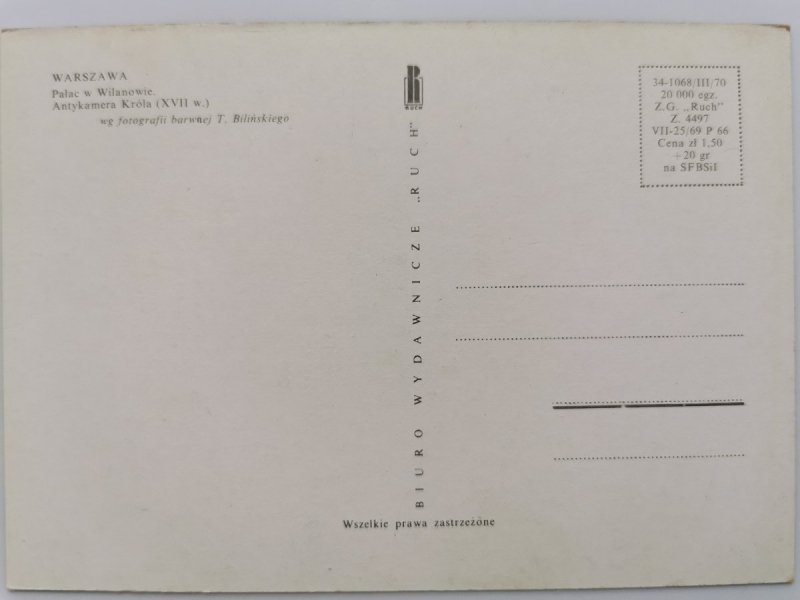 WARSZAWA
Pałac w Wilanowie.
Antykamera Króla (XVII w.)
wg fotografii barwnej T. Bilińskiego
R
RUCH
BIURO WYDAWNICZE „RUCH”
34-1068/III/70
20 000 egz.
Z.G. „Ruch”
Z. 4497
VII-25/69 P 66
Cena zł 1,50
+20 gr
na SFBSiI
Wszelkie prawa zastrzeżone